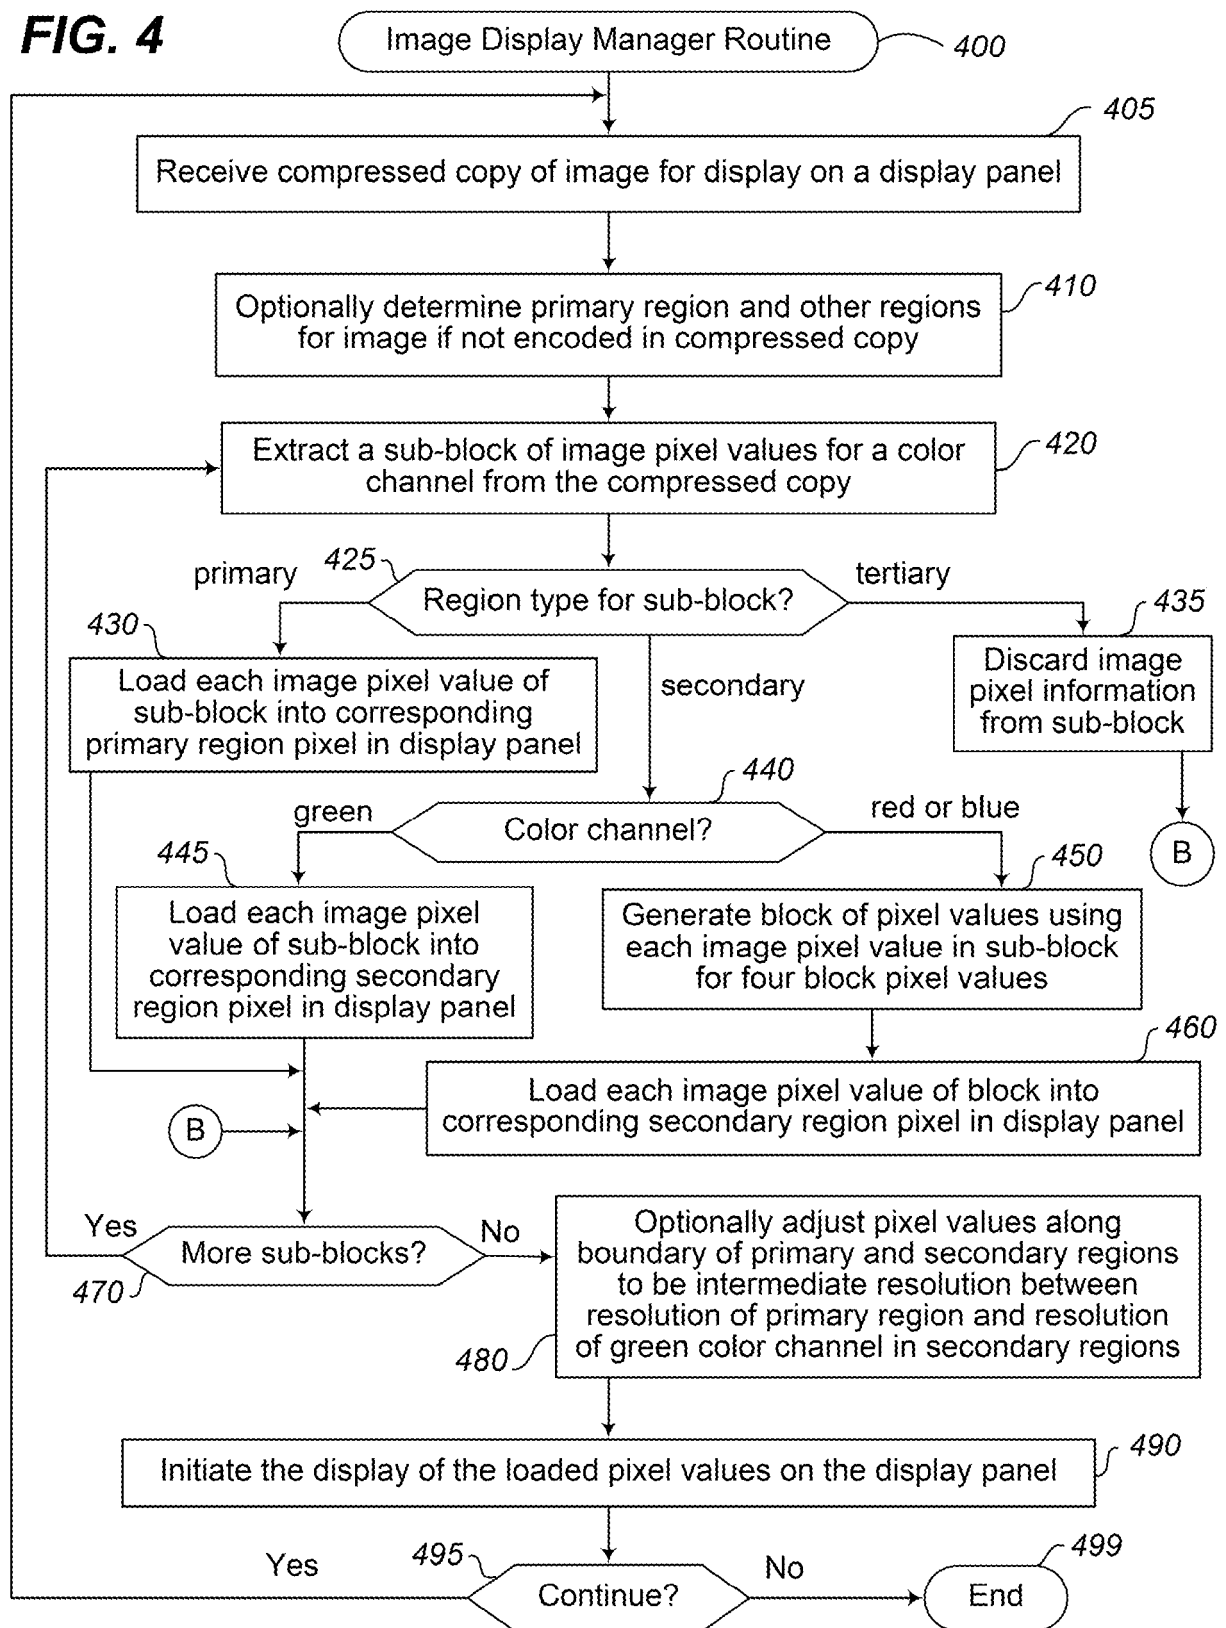 FIG. 4
Image Display Manager Routine
400
405
Receive compressed copy of image for display on a display panel
410
Optionally determine primary region and other regions
for image if not encoded in compressed copy
420
Extract a sub-block of image pixel values for a color
channel from the compressed copy
425
primary
Region type for sub-block?
tertiary
430
Load each image pixel value of
sub-block into corresponding
primary region pixel in display panel
secondary
435
Discard image
pixel information
from sub-block
B
440
green
Color channel?
red or blue
445
Load each image pixel
value of sub-block into
corresponding secondary
region pixel in display panel
450
Generate block of pixel values using
each image pixel value in sub-block
for four block pixel values
460
Load each image pixel value of block into
corresponding secondary region pixel in display panel
B
Yes
More sub-blocks?
No
470
Optionally adjust pixel values along
boundary of primary and secondary regions
to be intermediate resolution between
resolution of primary region and resolution
of green color channel in secondary regions
480
490
Initiate the display of the loaded pixel values on the display panel
Yes
495
Continue?
No
499
End